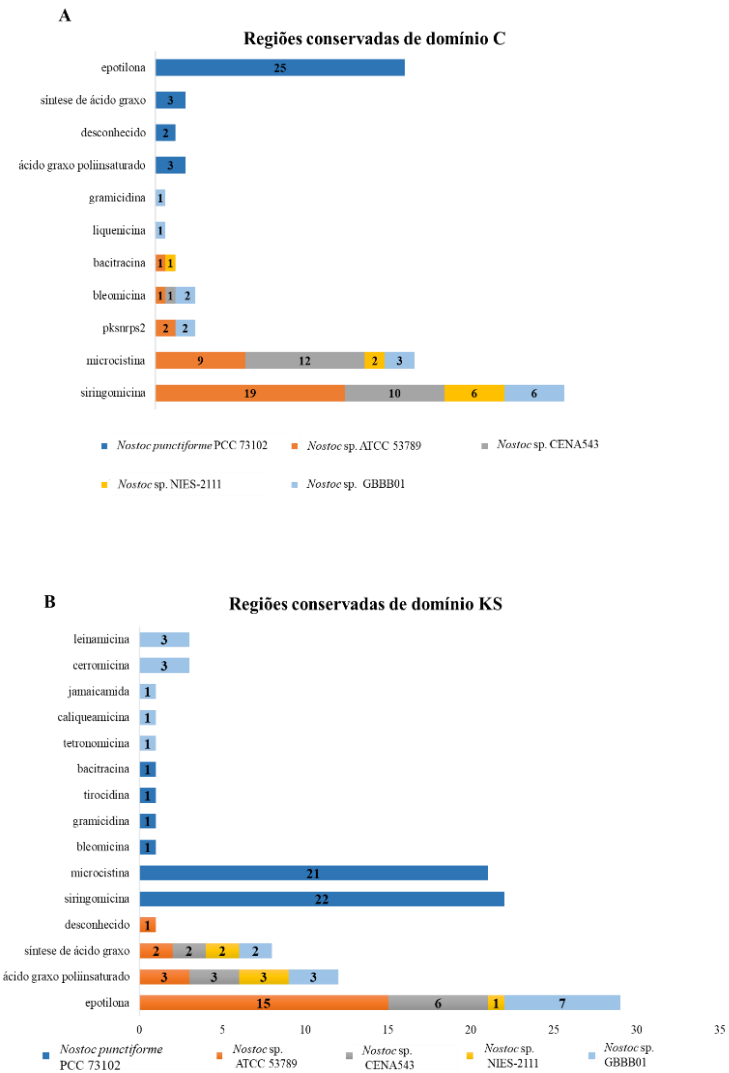 A
Regiões conservadas de domínio C
epotilona 25
síntese de ácido graxo 3
desconhecido 2
ácido graxo poliinsaturado 3
gramicidina 1
liquenicina 1
bacitracina 1 1
bleomicina 1 1 2
pksnrps2 2 2
microcistina 9 12 2 3
siringomicina 19 10 6 6
Nostoc punctiforme PCC 73102 Nostoc sp. ATCC 53789 Nostoc sp. CENA543
Nostoc sp. NIES-2111 Nostoc sp. GBBB01
B
Regiões conservadas de domínio KS
leinamicina 3
cerromicina 3
jamaicamida 1
caliqueamicina 1
tetronomicina 1
bacitracina 1
tirocidina 1
gramicidina 1
bleomicina 1
microcistina 21
siringomicina 22
desconhecido 1
síntese de ácido graxo 2 2 2 2
ácido graxo poliinsaturado 3 3 3 3
epotilona 15 6 1 7
0 5 10 15 20 25 30 35
Nostoc punctiforme Nostoc sp. Nostoc sp. Nostoc sp. Nostoc sp.
PCC 73102 ATCC 53789 CENA543 NIES-2111 GBBB01